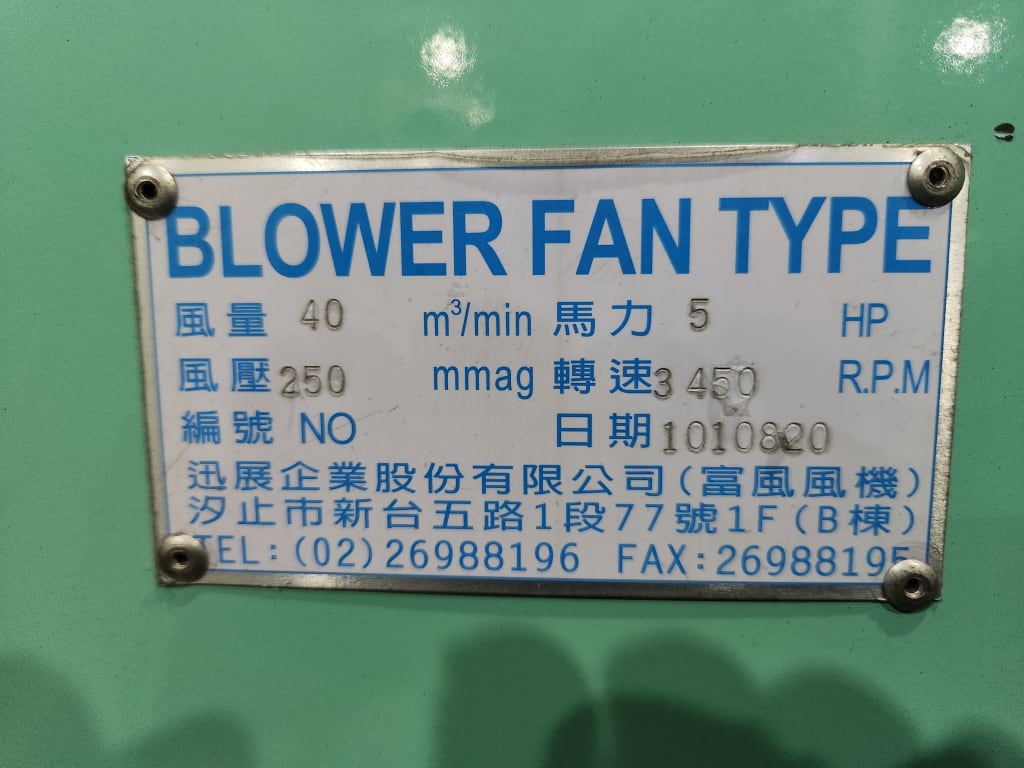 BLOWER FAN TYPE
風量 40 m³/min 馬力 5 HP
風壓 250 mmag 轉速 3 450 R.P.M
編號 NO 日期 1010820
迅展企業股份有限公司(富風風機)
汐止市新台五路1段77號1F(B棟)
TEL:(02)26988196 FAX:26988195